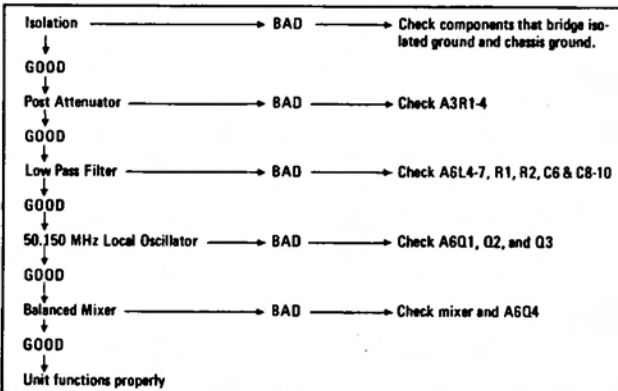 Isolation BAD Check components that bridge iso-
lated ground and chassis ground.
GOOD
Post Attenuator BAD Check A3R1-4
GOOD
Low Pass Filter BAD Check A6L4-7, R1, R2, C6 & C8-10
GOOD
50.150 MHz Local Oscillator BAD Check A6Q1, Q2, and Q3
GOOD
Balanced Mixer BAD Check mixer and A6Q4
GOOD
Unit functions properly